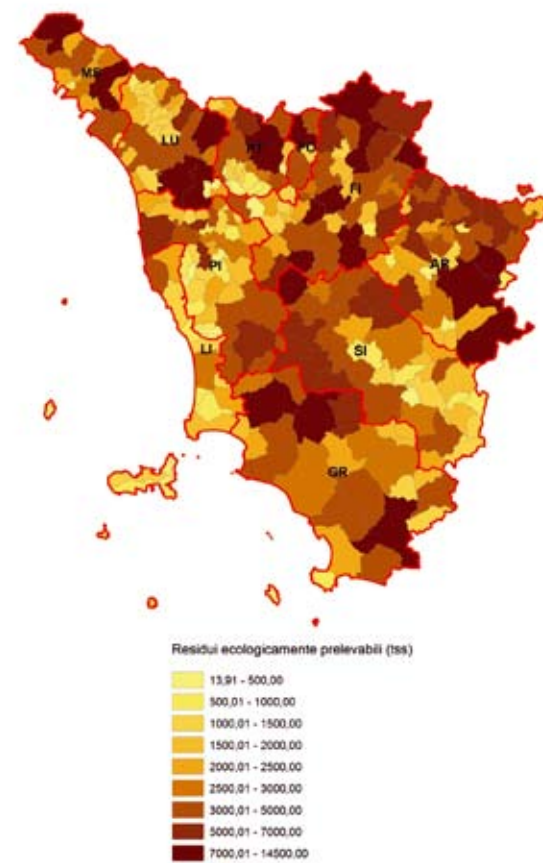 MS
LU
PT
PO
FI
PI
AR
LI
SI
GR
Residui ecologicamente prelevabili (tss)
13,91 - 500,00
500,01 - 1000,00
1000,01 - 1500,00
1500,01 - 2000,00
2000,01 - 2500,00
2500,01 - 3000,00
3000,01 - 5000,00
5000,01 - 7000,00
7000,01 - 14500,00